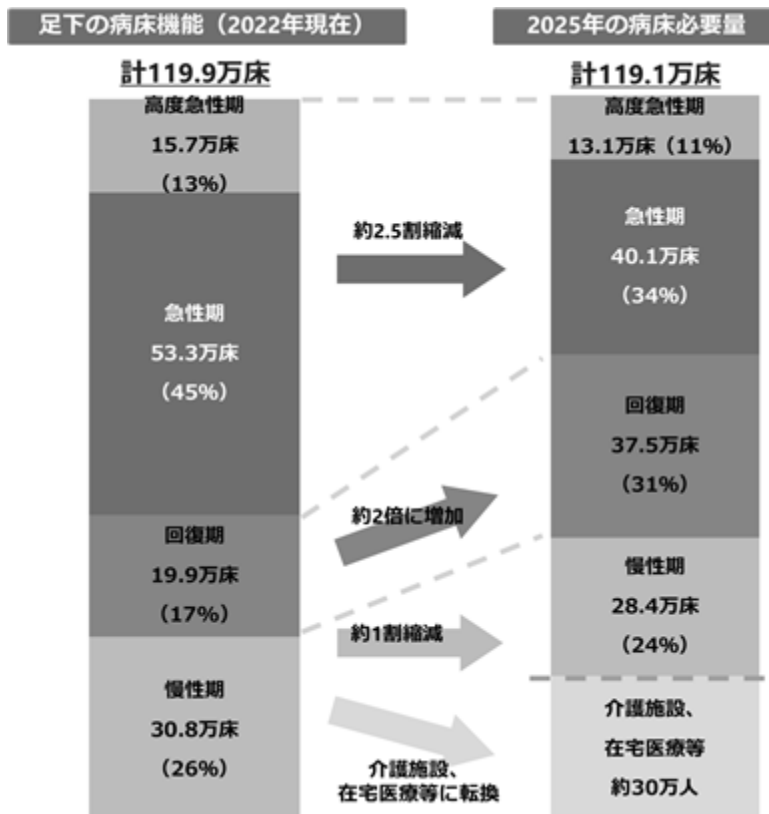 足下の病床機能（2022年現在）
計119.9万床
高度急性期
15.7万床
（13%）
急性期
53.3万床
（45%）
回復期
19.9万床
（17%）
慢性期
30.8万床
（26%）
約2.5割縮減
約2倍に増加
約1割縮減
介護施設、
在宅医療等に転換
2025年の病床必要量
計119.1万床
高度急性期
13.1万床（11%）
急性期
40.1万床
（34%）
回復期
37.5万床
（31%）
慢性期
28.4万床
（24%）
介護施設、
在宅医療等
約30万人